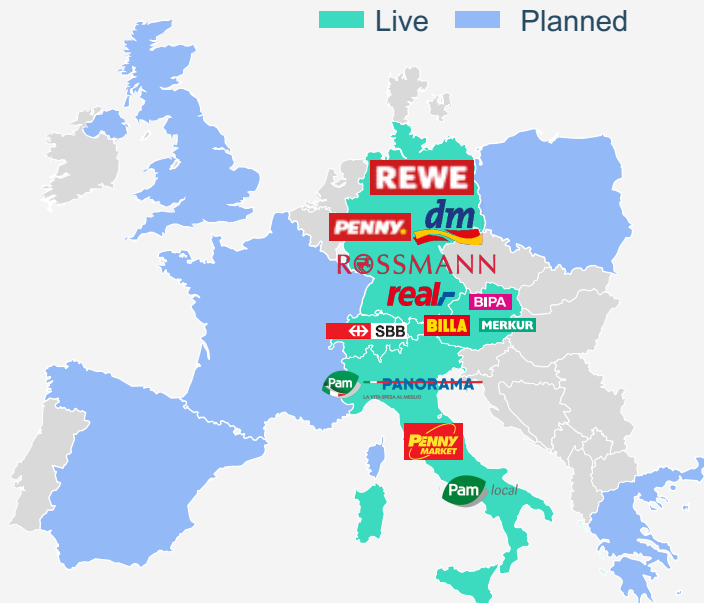 Live Planned
REWE
PENNY. dm
ROSSMANN
real,-
BIPA
SBB BILLA MERKUR
Pam PANORAMA
LA VITA SPESA AL MEGLIO
PENNY
MARKET
Pam local